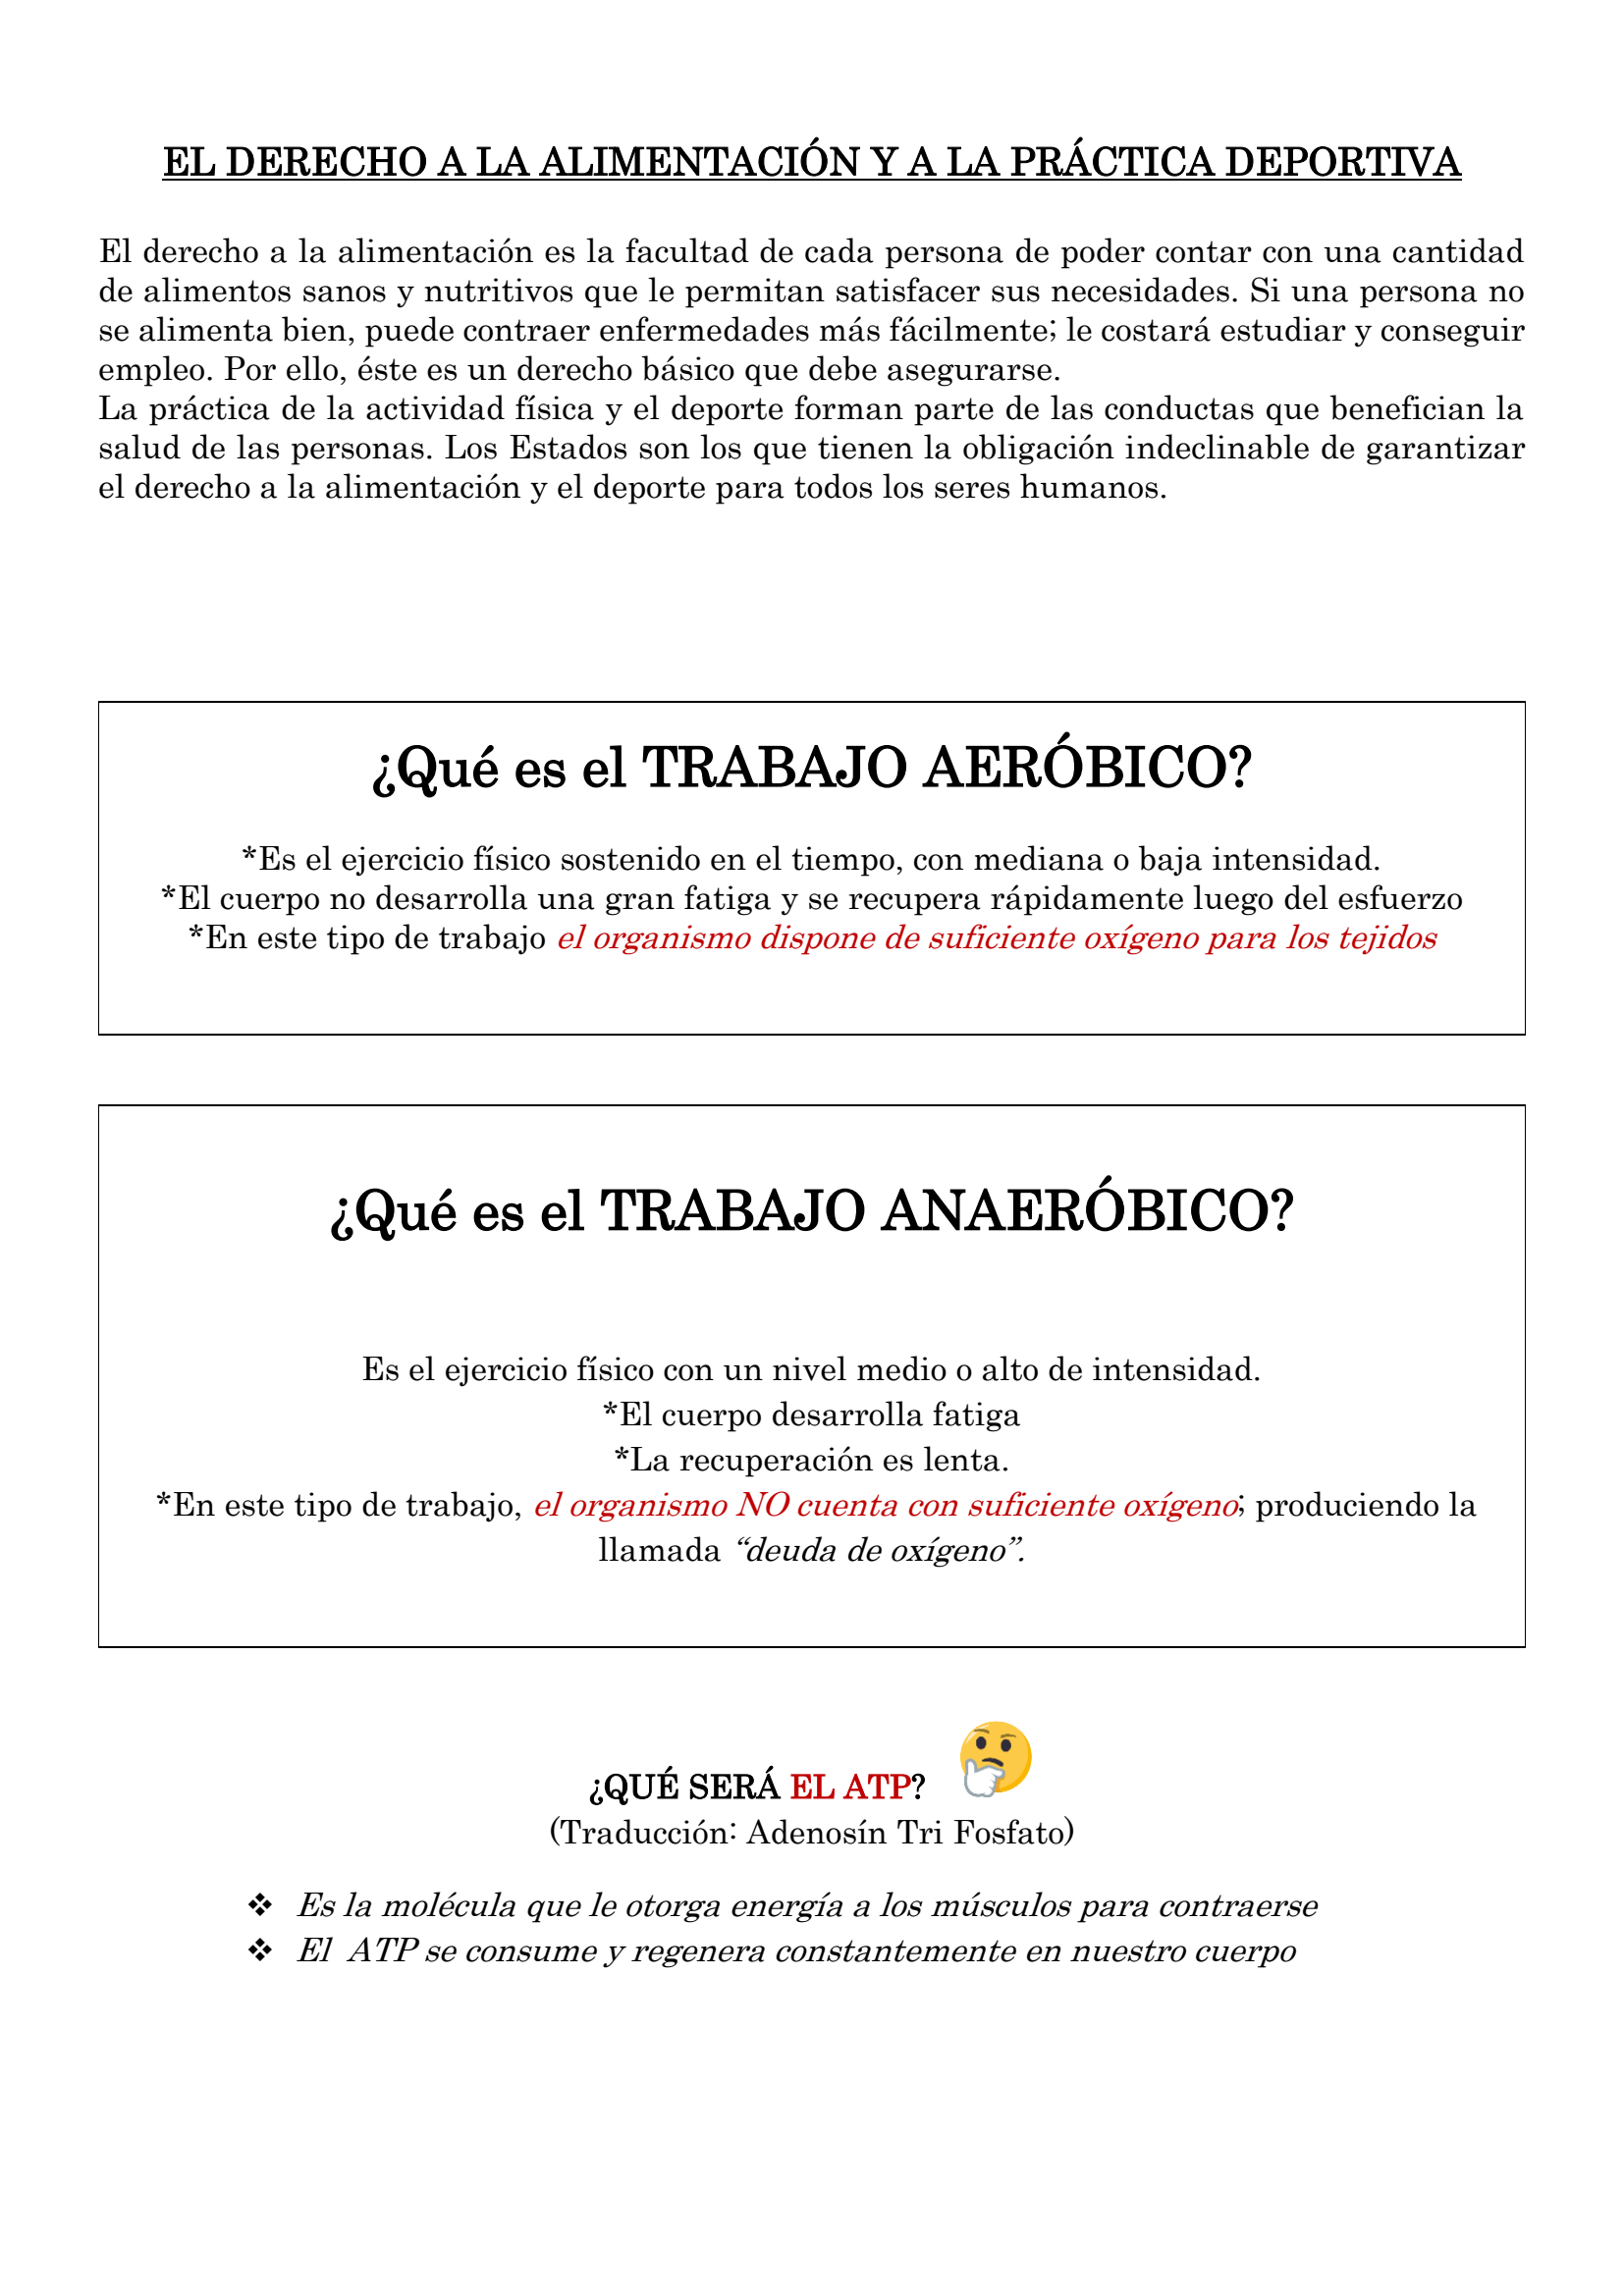 EL DERECHO A LA ALIMENTACIÓN Y A LA PRÁCTICA DEPORTIVA
El derecho a la alimentación es la facultad de cada persona de poder contar con una cantidad
de alimentos sanos y nutritivos que le permitan satisfacer sus necesidades. Si una persona no
se alimenta bien, puede contraer enfermedades más fácilmente; le costará estudiar y conseguir
empleo. Por ello, éste es un derecho básico que debe asegurarse.
La práctica de la actividad física y el deporte forman parte de las conductas que benefician la
salud de las personas. Los Estados son los que tienen la obligación indeclinable de garantizar
el derecho a la alimentación y el deporte para todos los seres humanos.
¿Qué es el TRABAJO AERÓBICO?
*Es el ejercicio físico sostenido en el tiempo, con mediana o baja intensidad.
*El cuerpo no desarrolla una gran fatiga y se recupera rápidamente luego del esfuerzo
*En este tipo de trabajo el organismo dispone de suficiente oxígeno para los tejidos
¿Qué es el TRABAJO ANAERÓBICO?
Es el ejercicio físico con un nivel medio o alto de intensidad.
*El cuerpo desarrolla fatiga
*La recuperación es lenta.
*En este tipo de trabajo, el organismo NO cuenta con suficiente oxígeno; produciendo la
llamada “deuda de oxígeno”.
¿QUÉ SERÁ EL ATP?
(Traducción: Adenosín Tri Fosfato)
❖ Es la molécula que le otorga energía a los músculos para contraerse
❖ El ATP se consume y regenera constantemente en nuestro cuerpo